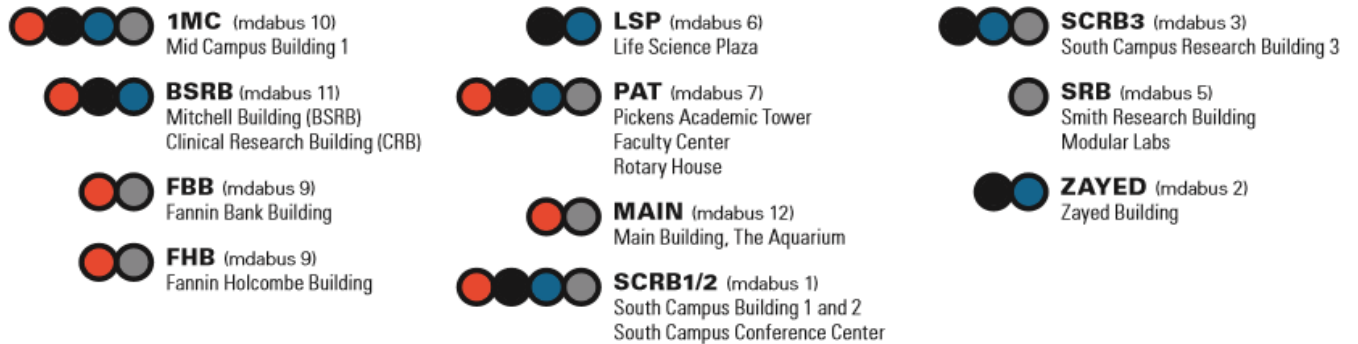 1MC (mdabus 10)
Mid Campus Building 1
BSRB (mdabus 11)
Mitchell Building (BSRB)
Clinical Research Building (CRB)
FBB (mdabus 9)
Fannin Bank Building
FHB (mdabus 9)
Fannin Holcombe Building
LSP (mdabus 6)
Life Science Plaza
PAT (mdabus 7)
Pickens Academic Tower
Faculty Center
Rotary House
MAIN (mdabus 12)
Main Building, The Aquarium
SCRB1/2 (mdabus 1)
South Campus Building 1 and 2
South Campus Conference Center
SCRB3 (mdabus 3)
South Campus Research Building 3
SRB (mdabus 5)
Smith Research Building
Modular Labs
ZAYED (mdabus 2)
Zayed Building